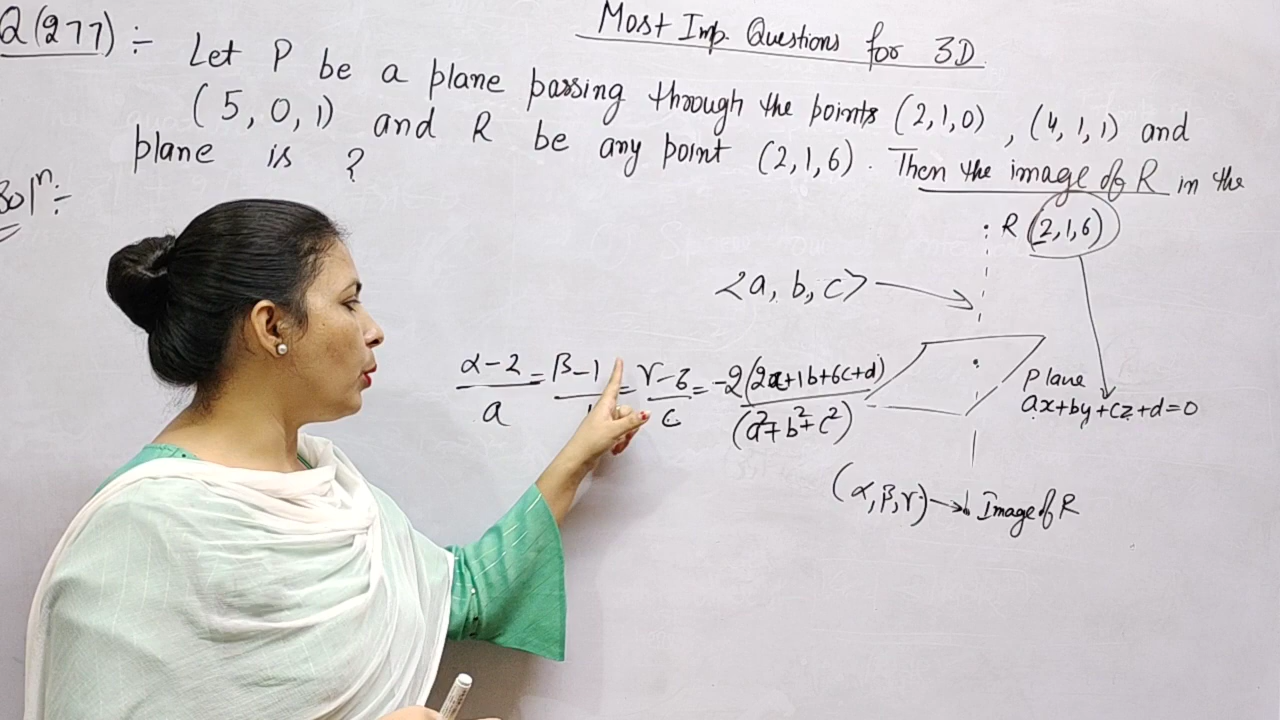 Most Imp. Questions for 3D
Q(277) :- Let P be a plane passing through the points (2,1,0), (4,1,1) and
(5,0,1) and R be any point (2,1,6). Then the image of R in the
plane is ?
Solⁿ:-
. R (2,1,6)
<a, b, c>
α-2/a = β-1/ = γ-6/c = -2(2a+1b+6c+d)/(a²+b²+c²)
Plane
ax+by+cz+d=0
(α,β,γ) → Image of R